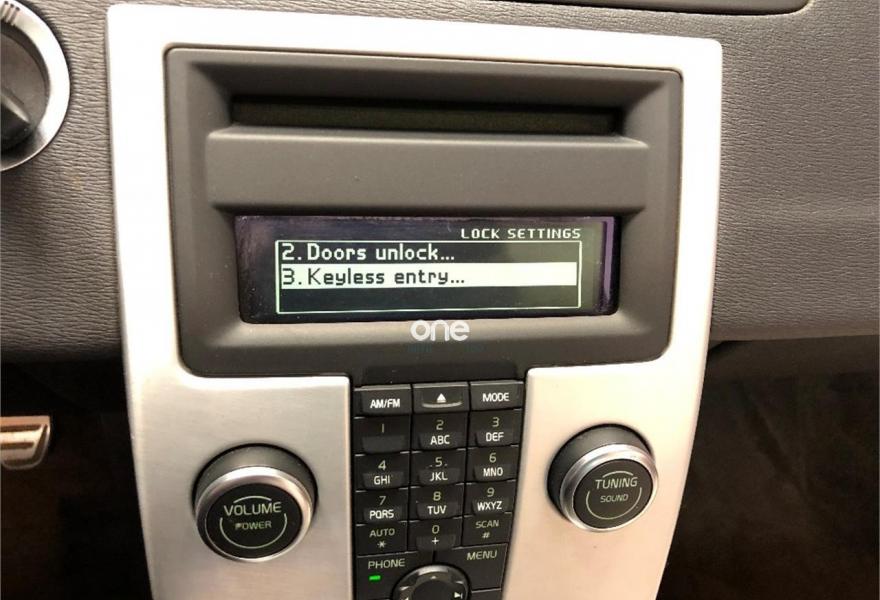 LOCK SETTINGS
2. Doors unlock...
3. Keyless entry...
one
AM/FM
MODE
1
2
ABC
3
DEF
4
GHI
5
JKL
6
MNO
7
PQRS
8
TUV
9
WXYZ
AUTO
*
0
+
SCAN
#
PHONE
MENU
VOLUME
POWER
TUNING
SOUND